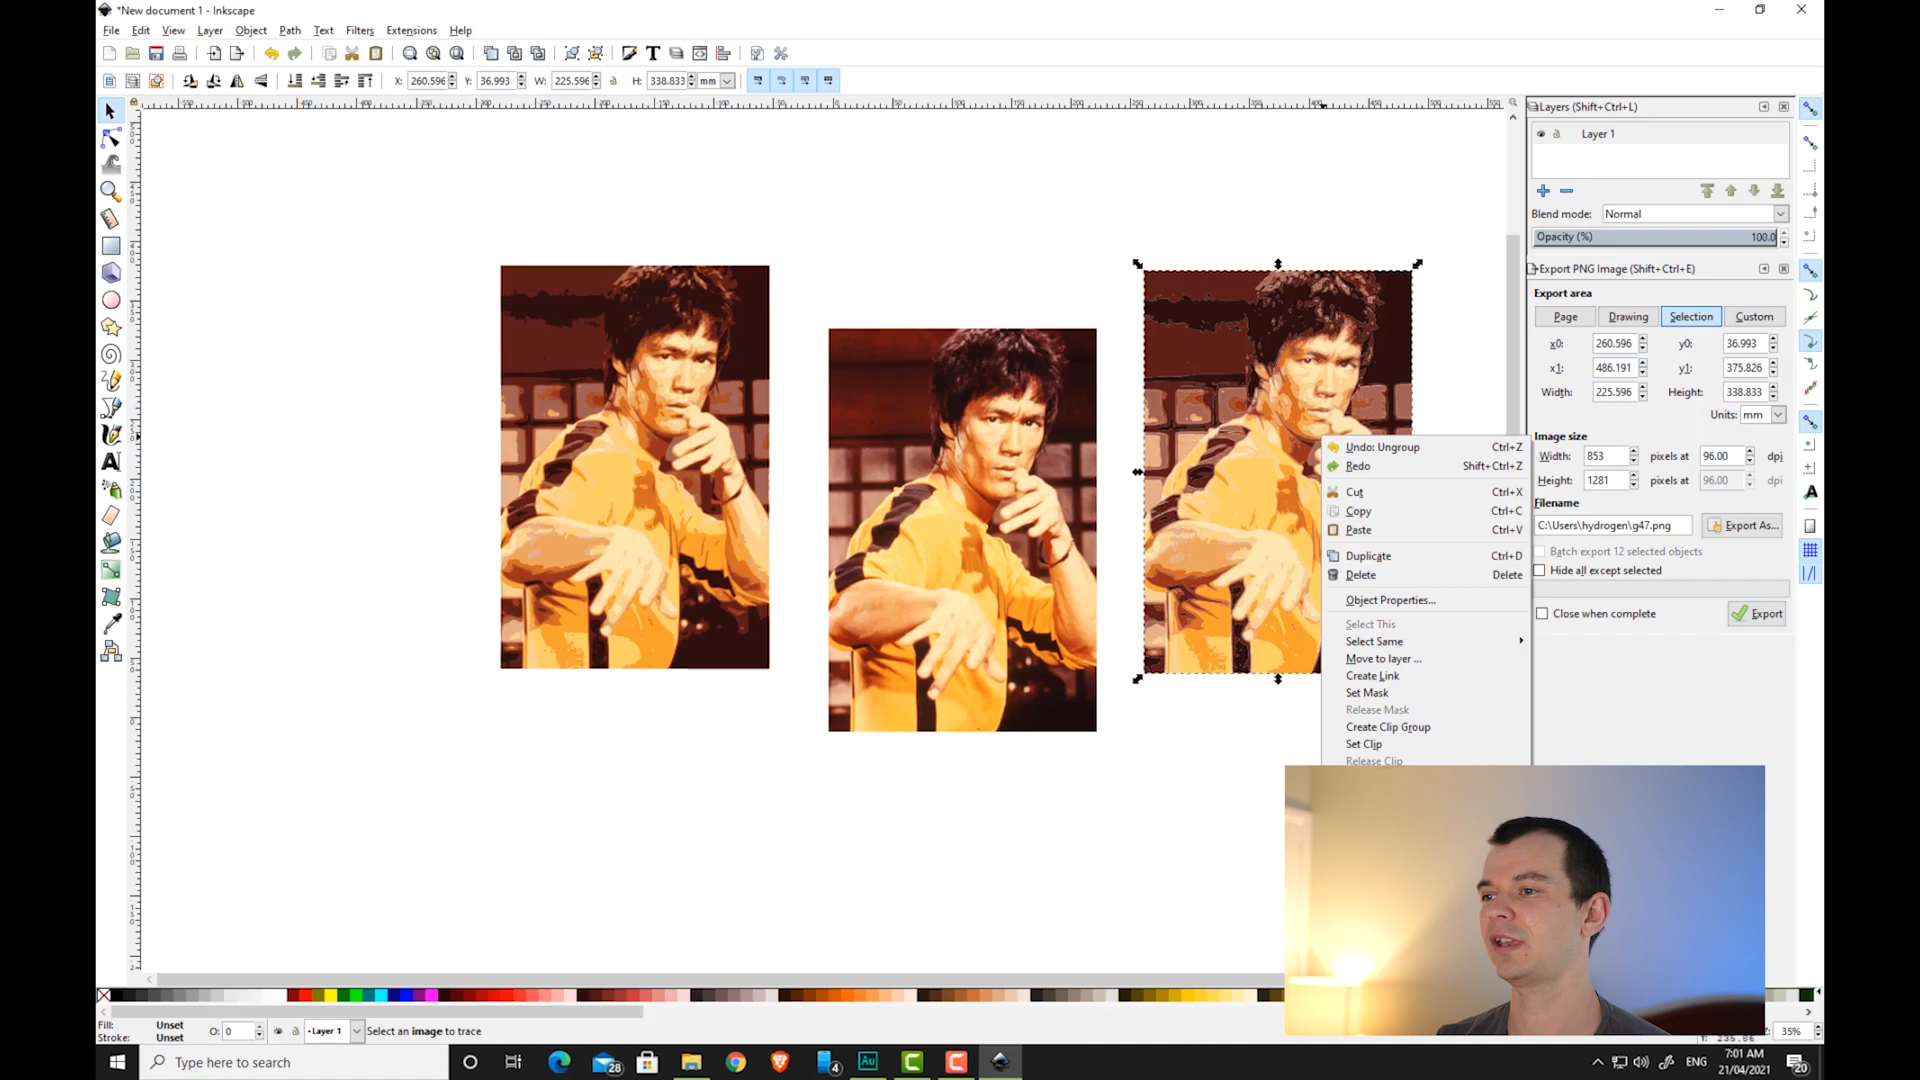 *New document 1 - Inkscape
File Edit View Layer Object Path Text Filters Extensions Help
X: 260.596 Y: 36.993 W: 225.596 H: 338.833 mm
Layers (Shift+Ctrl+L)
Layer 1
Blend mode: Normal
Opacity (%) 100.0
Export PNG Image (Shift+Ctrl+E)
Export area
Page Drawing Selection Custom
x0: 260.596 y0: 36.993
x1: 486.191 y1: 375.826
Width: 225.596 Height: 338.833
Units: mm
Image size
Width: 853 pixels at 96.00 dpi
Height: 1281 pixels at 96.00 dpi
Filename
C:\Users\hydrogen\g47.png Export As...
Batch export 12 selected objects
Hide all except selected
Close when complete Export
Undo: Ungroup Ctrl+Z
Redo Shift+Ctrl+Z
Cut Ctrl+X
Copy Ctrl+C
Paste Ctrl+V
Duplicate Ctrl+D
Delete Delete
Object Properties...
Select This
Select Same
Move to layer ...
Create Link
Set Mask
Release Mask
Create Clip Group
Set Clip
Release Clip
Fill: Unset
Stroke: Unset
O: 0
Layer 1 Select an image to trace
35%
Type here to search
28
4
Au
ENG
7:01 AM
21/04/2021
20